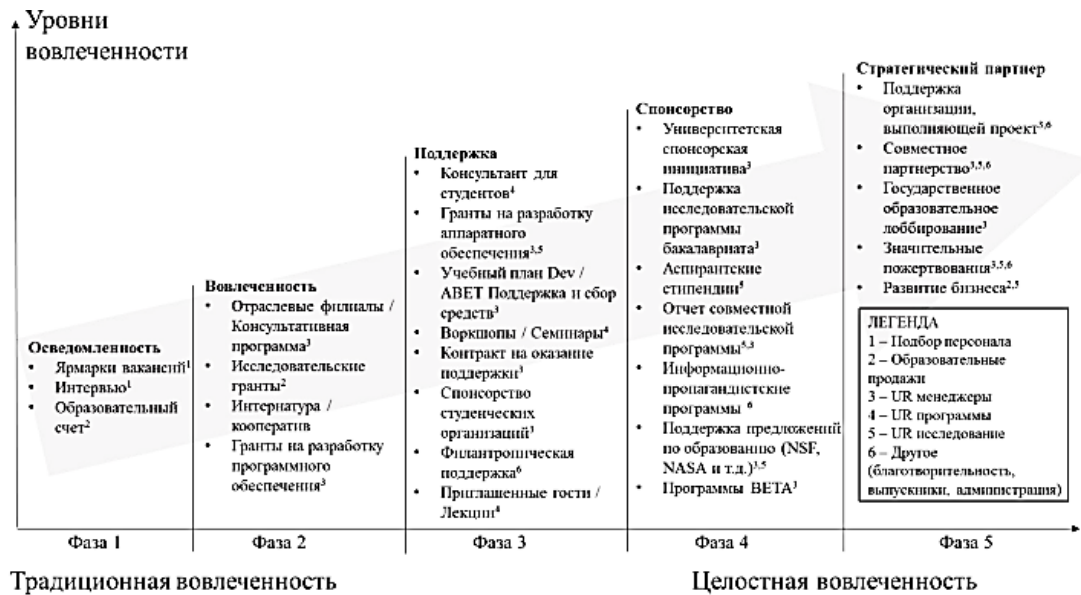 Уровни
вовлеченности
Осведомленность
• Ярмарки вакансий¹
• Интервью¹
• Образовательный
счет²
Вовлеченность
• Отраслевые филиалы /
Консультативная
программа³
• Исследовательские
гранты²
• Интернатура /
кооператив
• Гранты на разработку
программного
обеспечения³
Поддержка
• Консультант для
студентов⁴
• Гранты на разработку
аппаратного
обеспечения³,⁵
• Учебный план Dev /
ABET Поддержка и сбор
средств³
• Воркшопы / Семинары⁴
• Контракт на оказание
поддержки³
• Спонсорство
студенческих
организаций³
• Филантропическая
поддержка⁶
• Приглашенные гости /
Лекции⁴
Спонсорство
• Университетская
спонсорская
инициатива³
• Поддержка
исследовательской
программы
бакалавриата³
• Аспирантские
стипендии⁵
• Отчет совместной
исследовательской
программы⁵,³
• Информационно-
пропагандистские
программы ⁶
• Поддержка предложений
по образованию (NSF,
NASA и т.д.)³,⁵
• Программы BETA³
Стратегический партнер
• Поддержка
организации,
выполняющей проект⁵,⁶
• Совместное
партнерство³,⁵,⁶
• Государственное
образовательное
лоббирование³
• Значительные
пожертвования³,⁵,⁶
• Развитие бизнеса²,⁵
ЛЕГЕНДА
1 – Подбор персонала
2 – Образовательные
продажи
3 – UR менеджеры
4 – UR программы
5 – UR исследование
6 – Другое
(благотворительность,
выпускники, администрация)
Фаза 1
Фаза 2
Фаза 3
Фаза 4
Фаза 5
Традиционная вовлеченность
Целостная вовлеченность